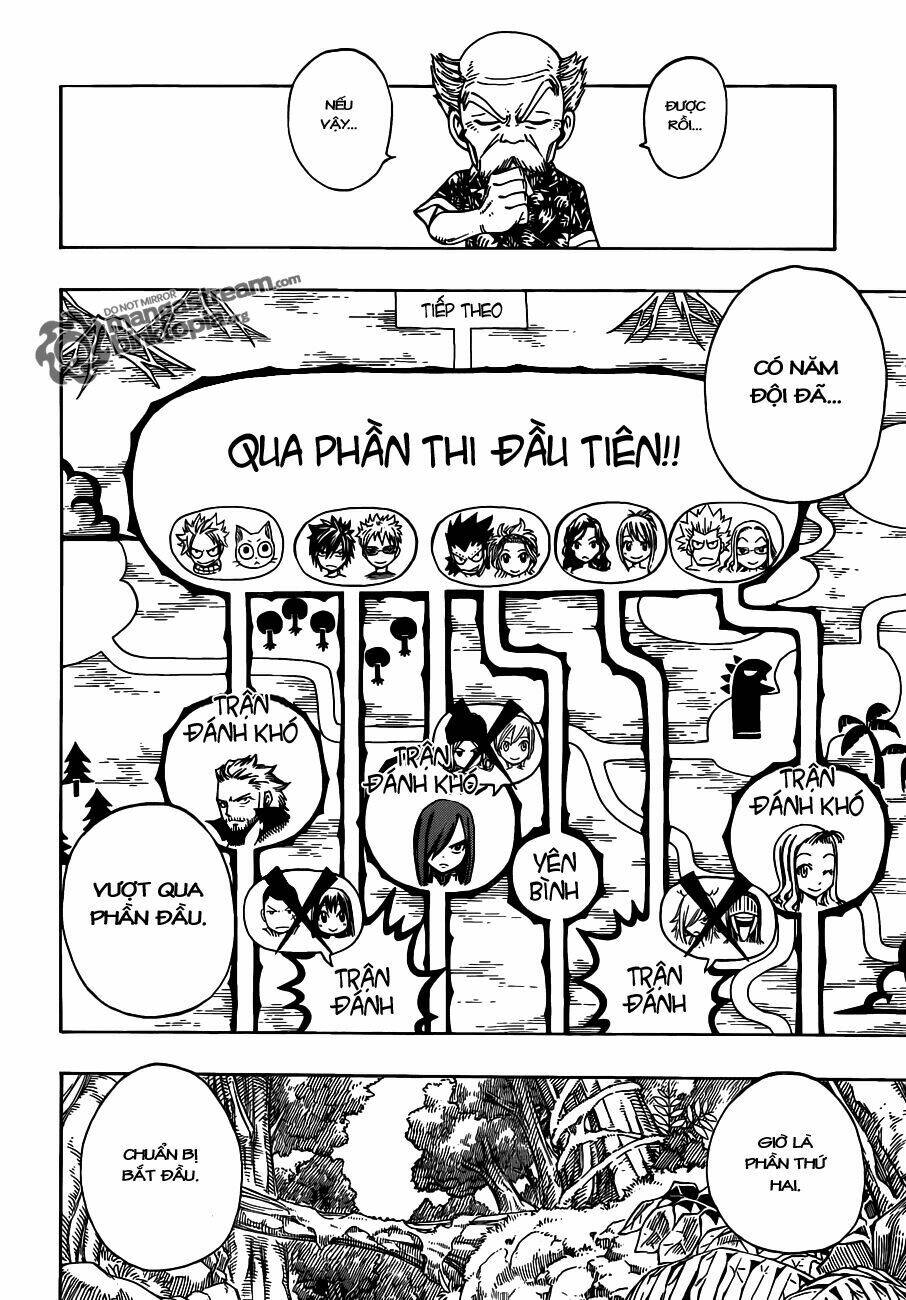 ĐƯỢC
RỒI...
NẾU
VẬY...
DO NOT MIRROR
mangastream.com
TIẾP THEO
CÓ NĂM
ĐỘI ĐÃ...
QUA PHẦN THI ĐẦU TIÊN!!
TRẬN
ĐÁNH KHÓ
TRẬN
ĐÁNH KHÓ
TRẬN
ĐÁNH KHÓ
YÊN
BÌNH
VƯỢT QUA
PHẦN ĐẦU.
TRẬN
ĐÁNH
TRẬN
ĐÁNH
GIỜ LÀ
PHẦN THỨ
HAI.
CHUẨN BỊ
BẮT ĐẦU.